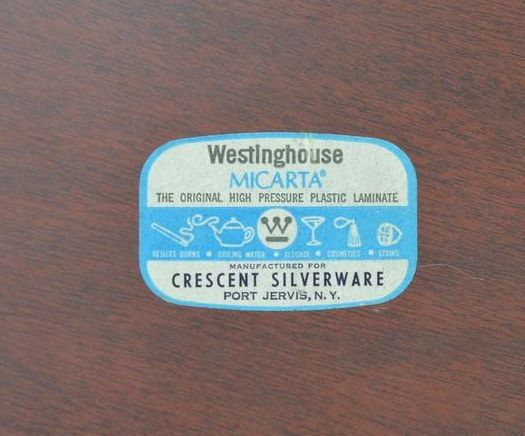 Westinghouse
MICARTA®
THE ORIGINAL HIGH PRESSURE PLASTIC LAMINATE
W
RESISTS BURNS • BOILING WATER • ALCOHOL • COSMETICS • STAINS
MANUFACTURED FOR
CRESCENT SILVERWARE
PORT JERVIS, N.Y.